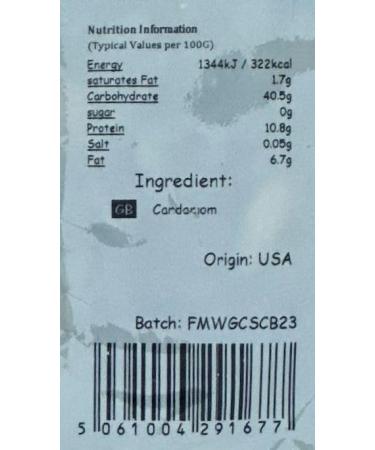 Nutrition Information
(Typical Values per 100G)
Energy 1344kJ / 322kcal
saturates Fat 1.7g
Carbohydrate 40.5g
sugar 0g
Protein 10.8g
Salt 0.05g
Fat 6.7g
Ingredient:
GB Cardamom
Origin: USA
Batch: FMWGCSCB23
5 061004 291677